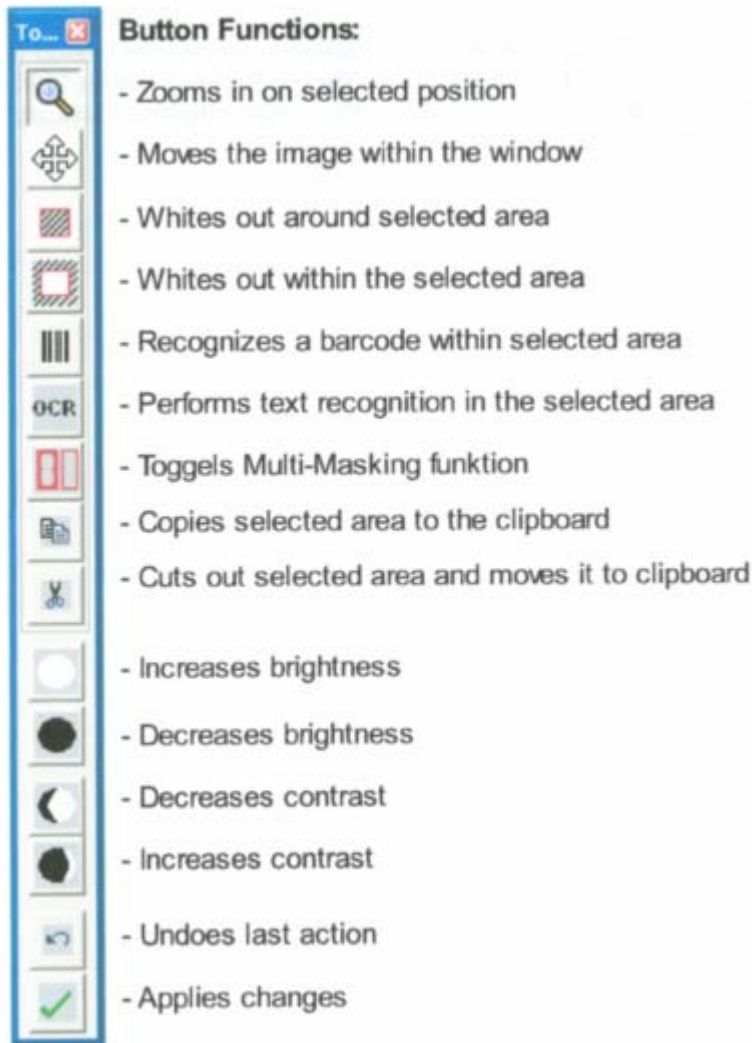 To...
Button Functions:
- Zooms in on selected position
- Moves the image within the window
- Whites out around selected area
- Whites out within the selected area
- Recognizes a barcode within selected area
OCR
- Performs text recognition in the selected area
- Toggels Multi-Masking funktion
- Copies selected area to the clipboard
- Cuts out selected area and moves it to clipboard
- Increases brightness
- Decreases brightness
- Decreases contrast
- Increases contrast
- Undoes last action
- Applies changes